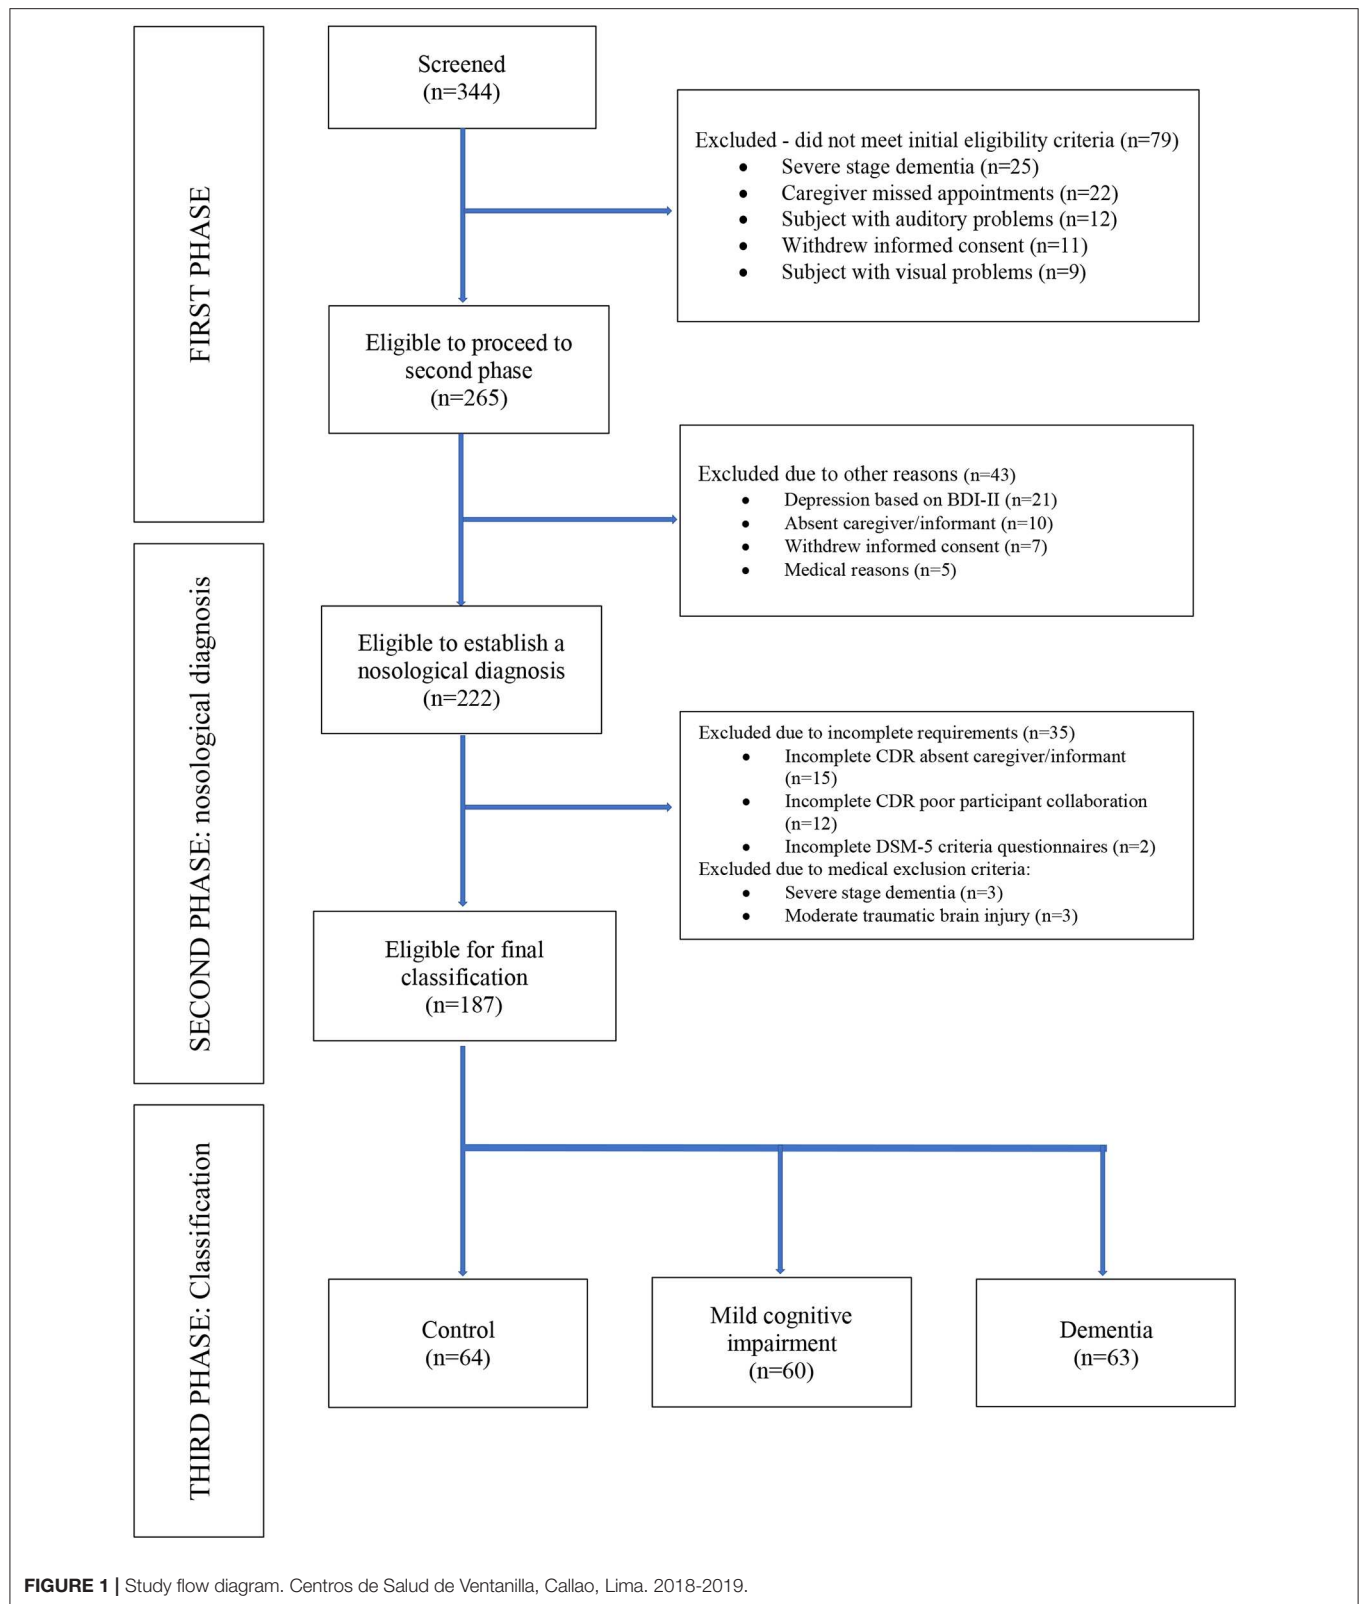 FIRST PHASE
Screened
(n=344)
Excluded - did not meet initial eligibility criteria (n=79)
• Severe stage dementia (n=25)
• Caregiver missed appointments (n=22)
• Subject with auditory problems (n=12)
• Withdrew informed consent (n=11)
• Subject with visual problems (n=9)
Eligible to proceed to
second phase
(n=265)
Excluded due to other reasons (n=43)
• Depression based on BDI-II (n=21)
• Absent caregiver/informant (n=10)
• Withdrew informed consent (n=7)
• Medical reasons (n=5)
SECOND PHASE: nosological diagnosis
Eligible to establish a
nosological diagnosis
(n=222)
Excluded due to incomplete requirements (n=35)
• Incomplete CDR absent caregiver/informant
(n=15)
• Incomplete CDR poor participant collaboration
(n=12)
• Incomplete DSM-5 criteria questionnaires (n=2)
Excluded due to medical exclusion criteria:
• Severe stage dementia (n=3)
• Moderate traumatic brain injury (n=3)
Eligible for final
classification
(n=187)
THIRD PHASE: Classification
Control
(n=64)
Mild cognitive
impairment
(n=60)
Dementia
(n=63)
FIGURE 1 | Study flow diagram. Centros de Salud de Ventanilla, Callao, Lima. 2018-2019.